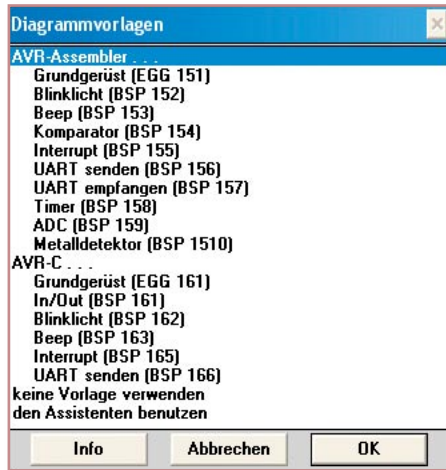 Diagrammvorlagen
AVR-Assembler . . .
Grundgerüst (EGG 151)
Blinklicht (BSP 152)
Beep (BSP 153)
Komparator (BSP 154)
Interrupt (BSP 155)
UART senden (BSP 156)
UART empfangen (BSP 157)
Timer (BSP 158)
ADC (BSP 159)
Metalldetektor (BSP 1510)
AVR-C . . .
Grundgerüst (EGG 161)
In/Out (BSP 161)
Blinklicht (BSP 162)
Beep (BSP 163)
Interrupt (BSP 165)
UART senden (BSP 166)
keine Vorlage verwenden
den Assistenten benutzen
Info Abbrechen OK